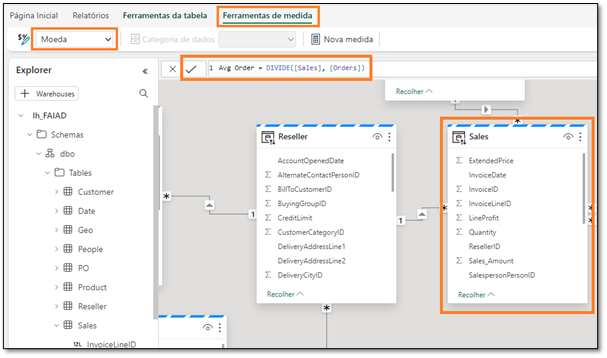 Página Inicial Relatórios Ferramentas da tabela Ferramentas de medida
Moeda Categoria de dados Nova medida
Explorer «
1 Avg Order = DIVIDE([Sales], [Orders])
+ Warehouses
lh_FAIAD
Schemas
dbo
Tables
Customer
Date
Geo
People
PO
Product
Reseller
Sales
12L InvoiceLineID
Recolher
*
1
Reseller
AccountOpenedDate
Σ AlternateContactPersonID
Σ BillToCustomerID
Σ BuyingGroupID
Σ CreditLimit
Σ CustomerCategoryID
DeliveryAddressLine1
DeliveryAddressLine2
Σ DeliveryCityID
Recolher
*
1
*
Sales
Σ ExtendedPrice
InvoiceDate
Σ InvoiceID
Σ InvoiceLineID
Σ LineProfit
Σ Quantity
ResellerID
Σ Sales_Amount
SalespersonPersonID
Recolher